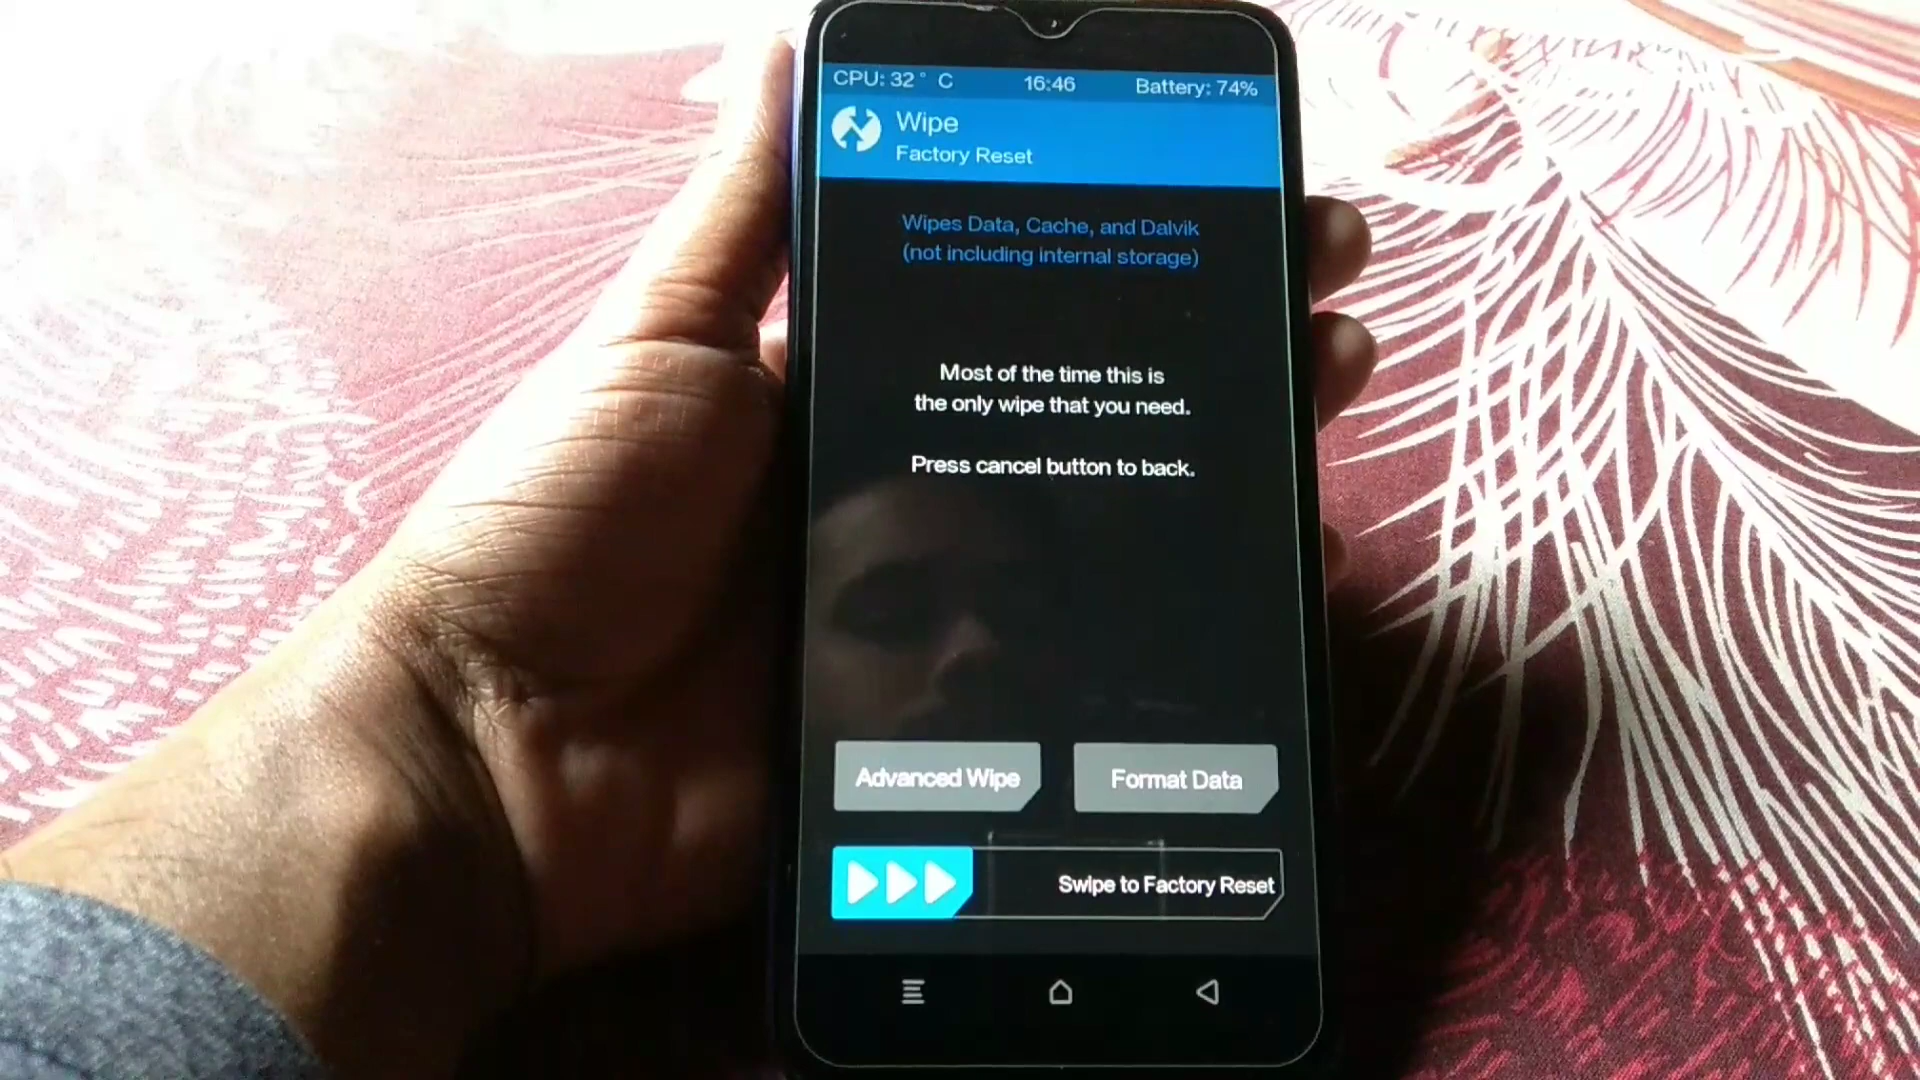 CPU: 32° C 16:46 Battery: 74%
Wipe
Factory Reset
Wipes Data, Cache, and Dalvik
(not including internal storage)
Most of the time this is
the only wipe that you need.
Press cancel button to back.
Advanced Wipe Format Data
Swipe to Factory Reset